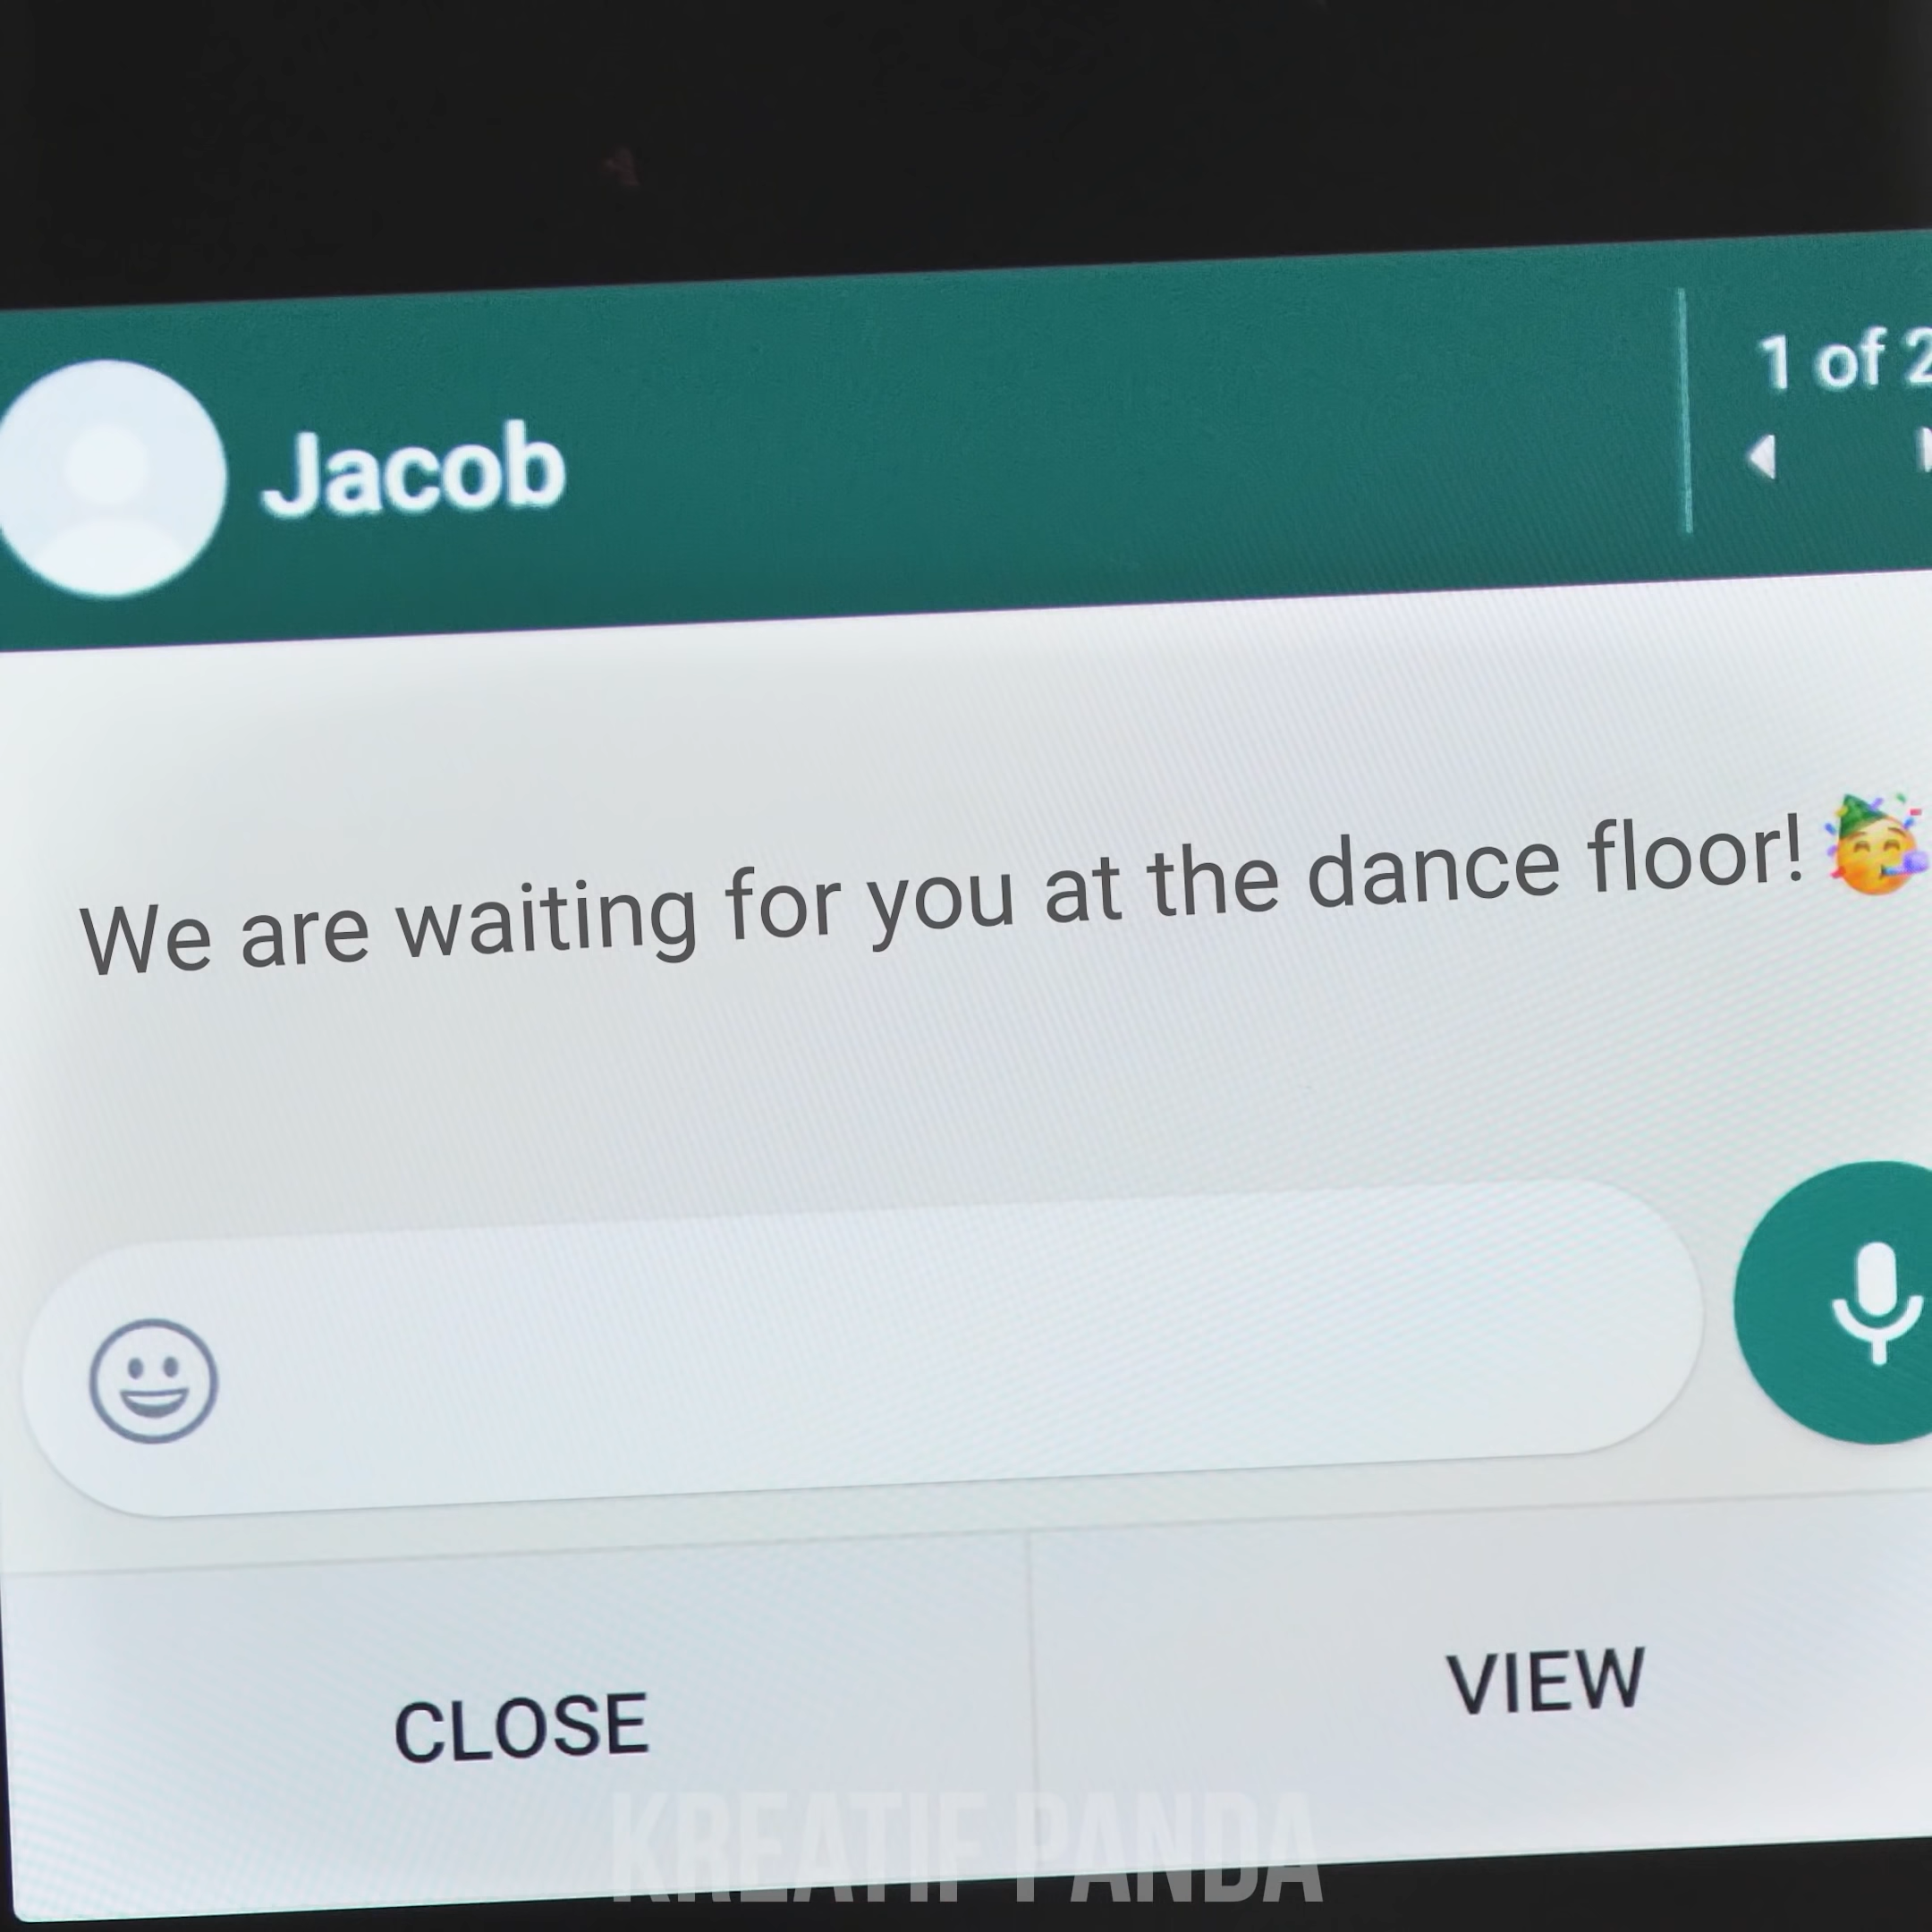 Jacob
1 of 2
We are waiting for you at the dance floor! 🥳
CLOSE
VIEW
KREATIF PANDA